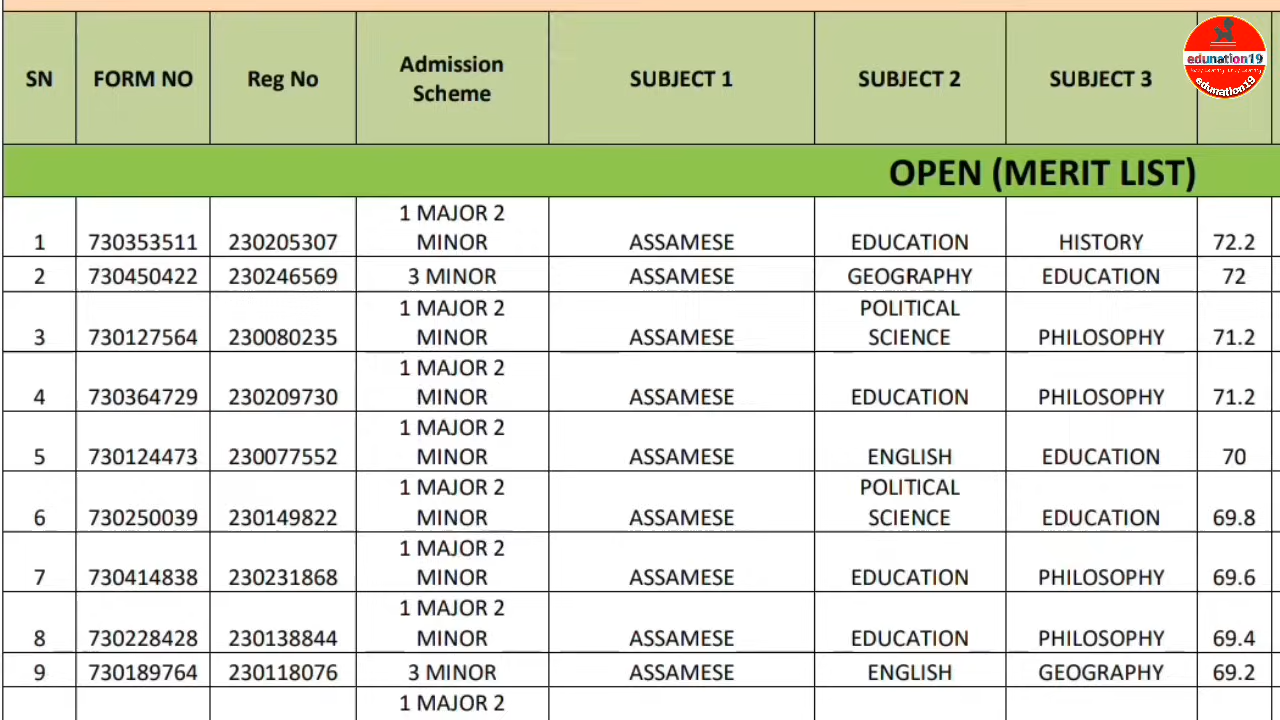 SN FORM NO Reg No Admission Scheme SUBJECT 1 SUBJECT 2 SUBJECT 3
edunation19
edunation19
OPEN (MERIT LIST)
1 730353511 230205307 1 MAJOR 2 MINOR ASSAMESE EDUCATION HISTORY 72.2
2 730450422 230246569 3 MINOR ASSAMESE GEOGRAPHY EDUCATION 72
3 730127564 230080235 1 MAJOR 2 MINOR ASSAMESE POLITICAL SCIENCE PHILOSOPHY 71.2
4 730364729 230209730 1 MAJOR 2 MINOR ASSAMESE EDUCATION PHILOSOPHY 71.2
5 730124473 230077552 1 MAJOR 2 MINOR ASSAMESE ENGLISH EDUCATION 70
6 730250039 230149822 1 MAJOR 2 MINOR ASSAMESE POLITICAL SCIENCE EDUCATION 69.8
7 730414838 230231868 1 MAJOR 2 MINOR ASSAMESE EDUCATION PHILOSOPHY 69.6
8 730228428 230138844 1 MAJOR 2 MINOR ASSAMESE EDUCATION PHILOSOPHY 69.4
9 730189764 230118076 3 MINOR ASSAMESE ENGLISH GEOGRAPHY 69.2
1 MAJOR 2